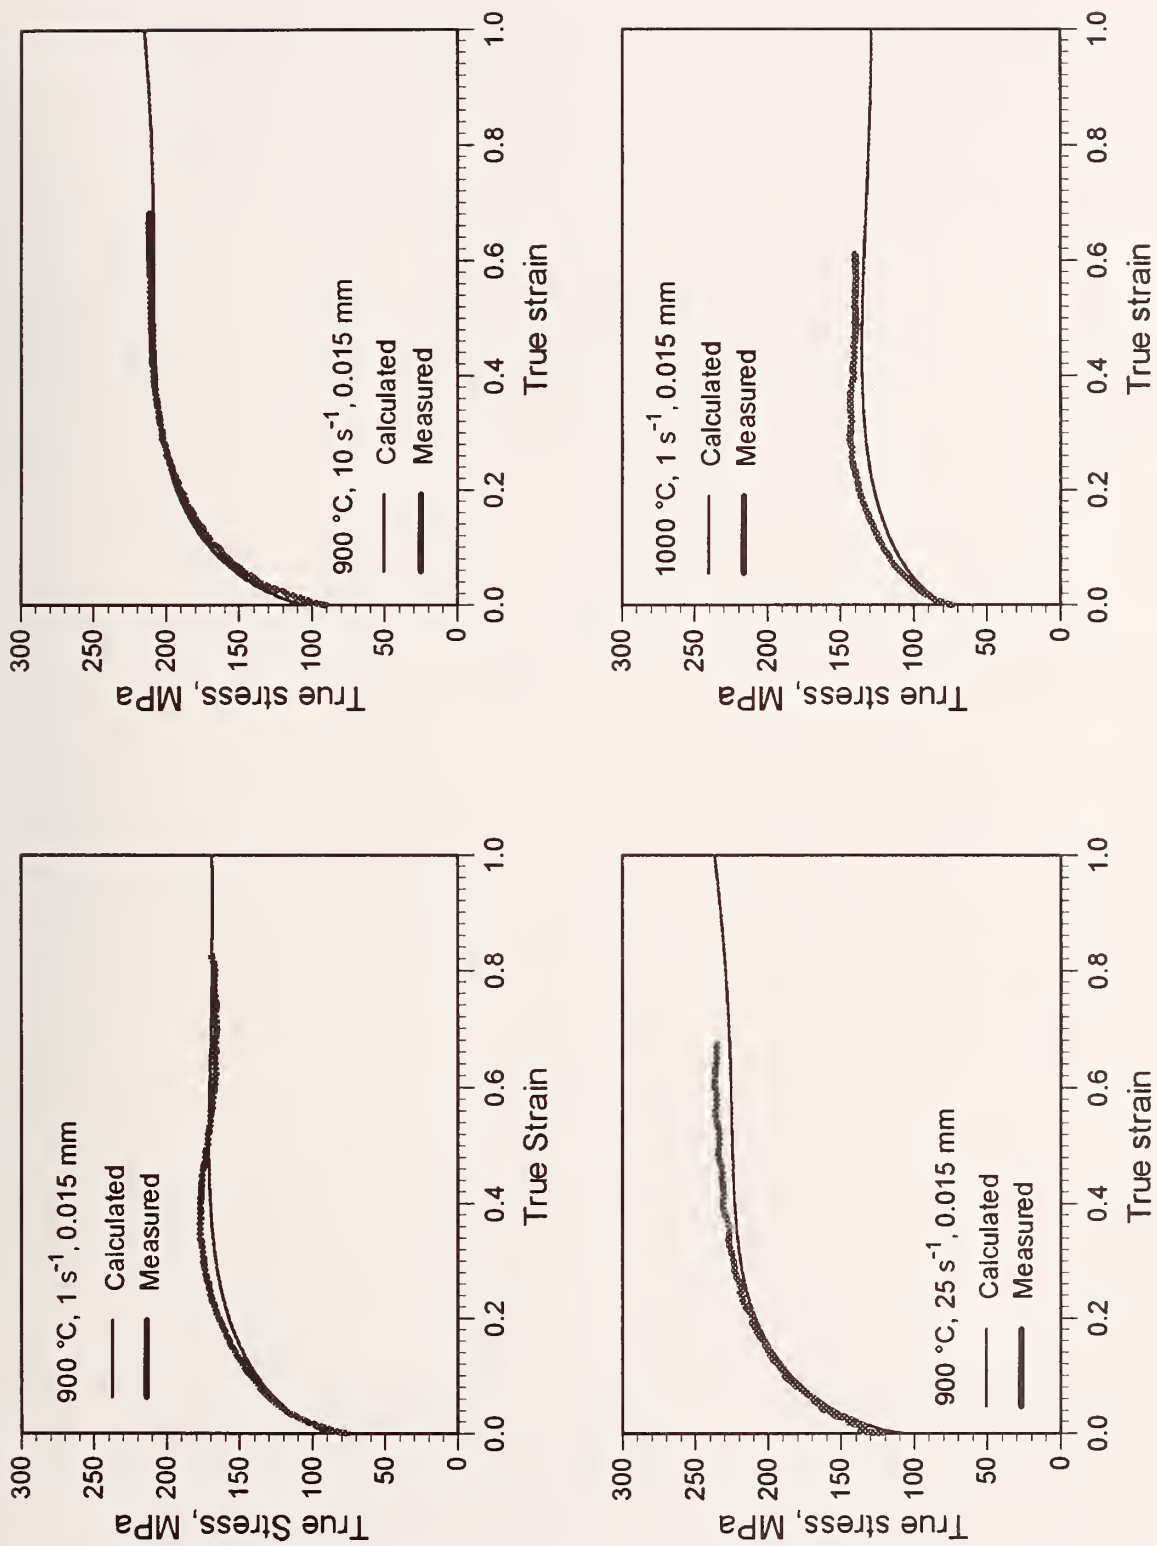 300
250
200
150
100
50
0
True Stress, MPa
900 °C, 1 s⁻¹, 0.015 mm
Calculated
Measured
0.0 0.2 0.4 0.6 0.8 1.0
True Strain
300
250
200
150
100
50
0
True stress, MPa
900 °C, 10 s⁻¹, 0.015 mm
Calculated
Measured
0.0 0.2 0.4 0.6 0.8 1.0
True strain
300
250
200
150
100
50
0
True stress, MPa
900 °C, 25 s⁻¹, 0.015 mm
Calculated
Measured
0.0 0.2 0.4 0.6 0.8 1.0
True strain
300
250
200
150
100
50
0
True stress, MPa
1000 °C, 1 s⁻¹, 0.015 mm
Calculated
Measured
0.0 0.2 0.4 0.6 0.8 1.0
True strain